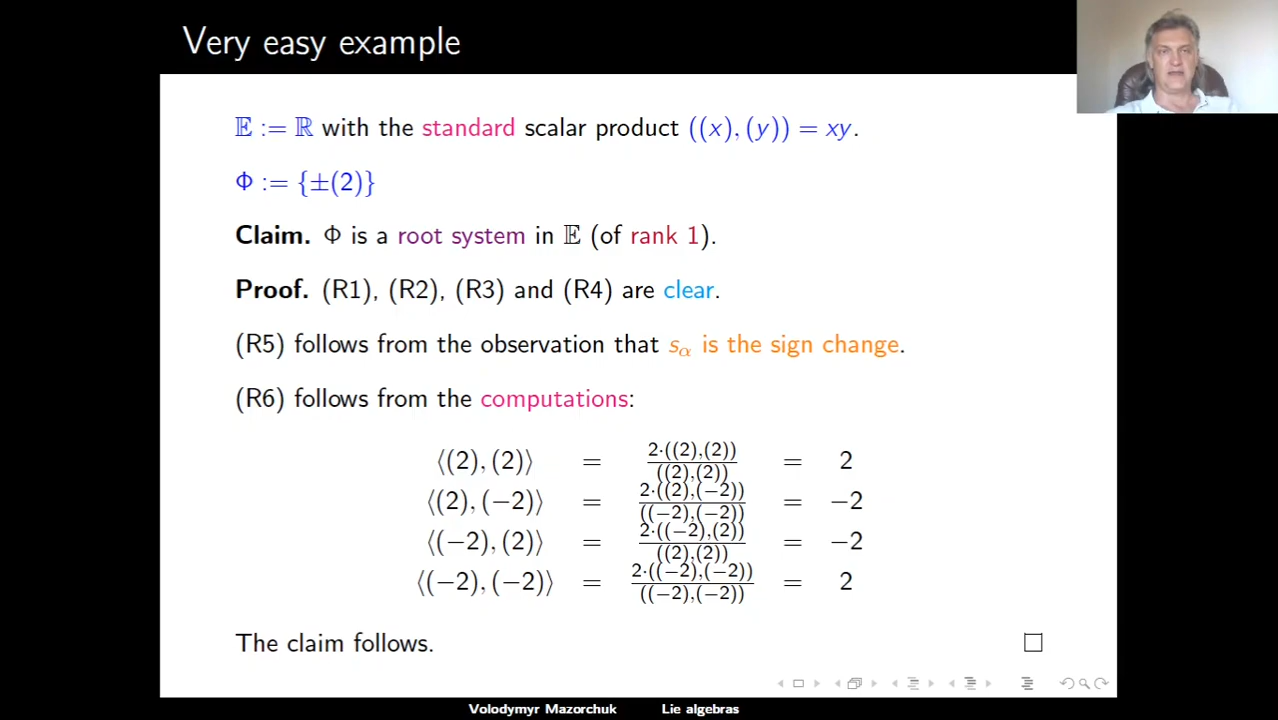 Very easy example
𝔼 := ℝ with the standard scalar product ((x), (y)) = xy.
Φ := {±(2)}
Claim. Φ is a root system in 𝔼 (of rank 1).
Proof. (R1), (R2), (R3) and (R4) are clear.
(R5) follows from the observation that s_α is the sign change.
(R6) follows from the computations:
⟨(2), (2)⟩ = 2·((2),(2)) / ((2),(2)) = 2
⟨(2), (−2)⟩ = 2·((2),(−2)) / ((−2),(−2)) = −2
⟨(−2), (2)⟩ = 2·((−2),(2)) / ((2),(2)) = −2
⟨(−2), (−2)⟩ = 2·((−2),(−2)) / ((−2),(−2)) = 2
The claim follows. □
Volodymyr Mazorchuk Lie algebras